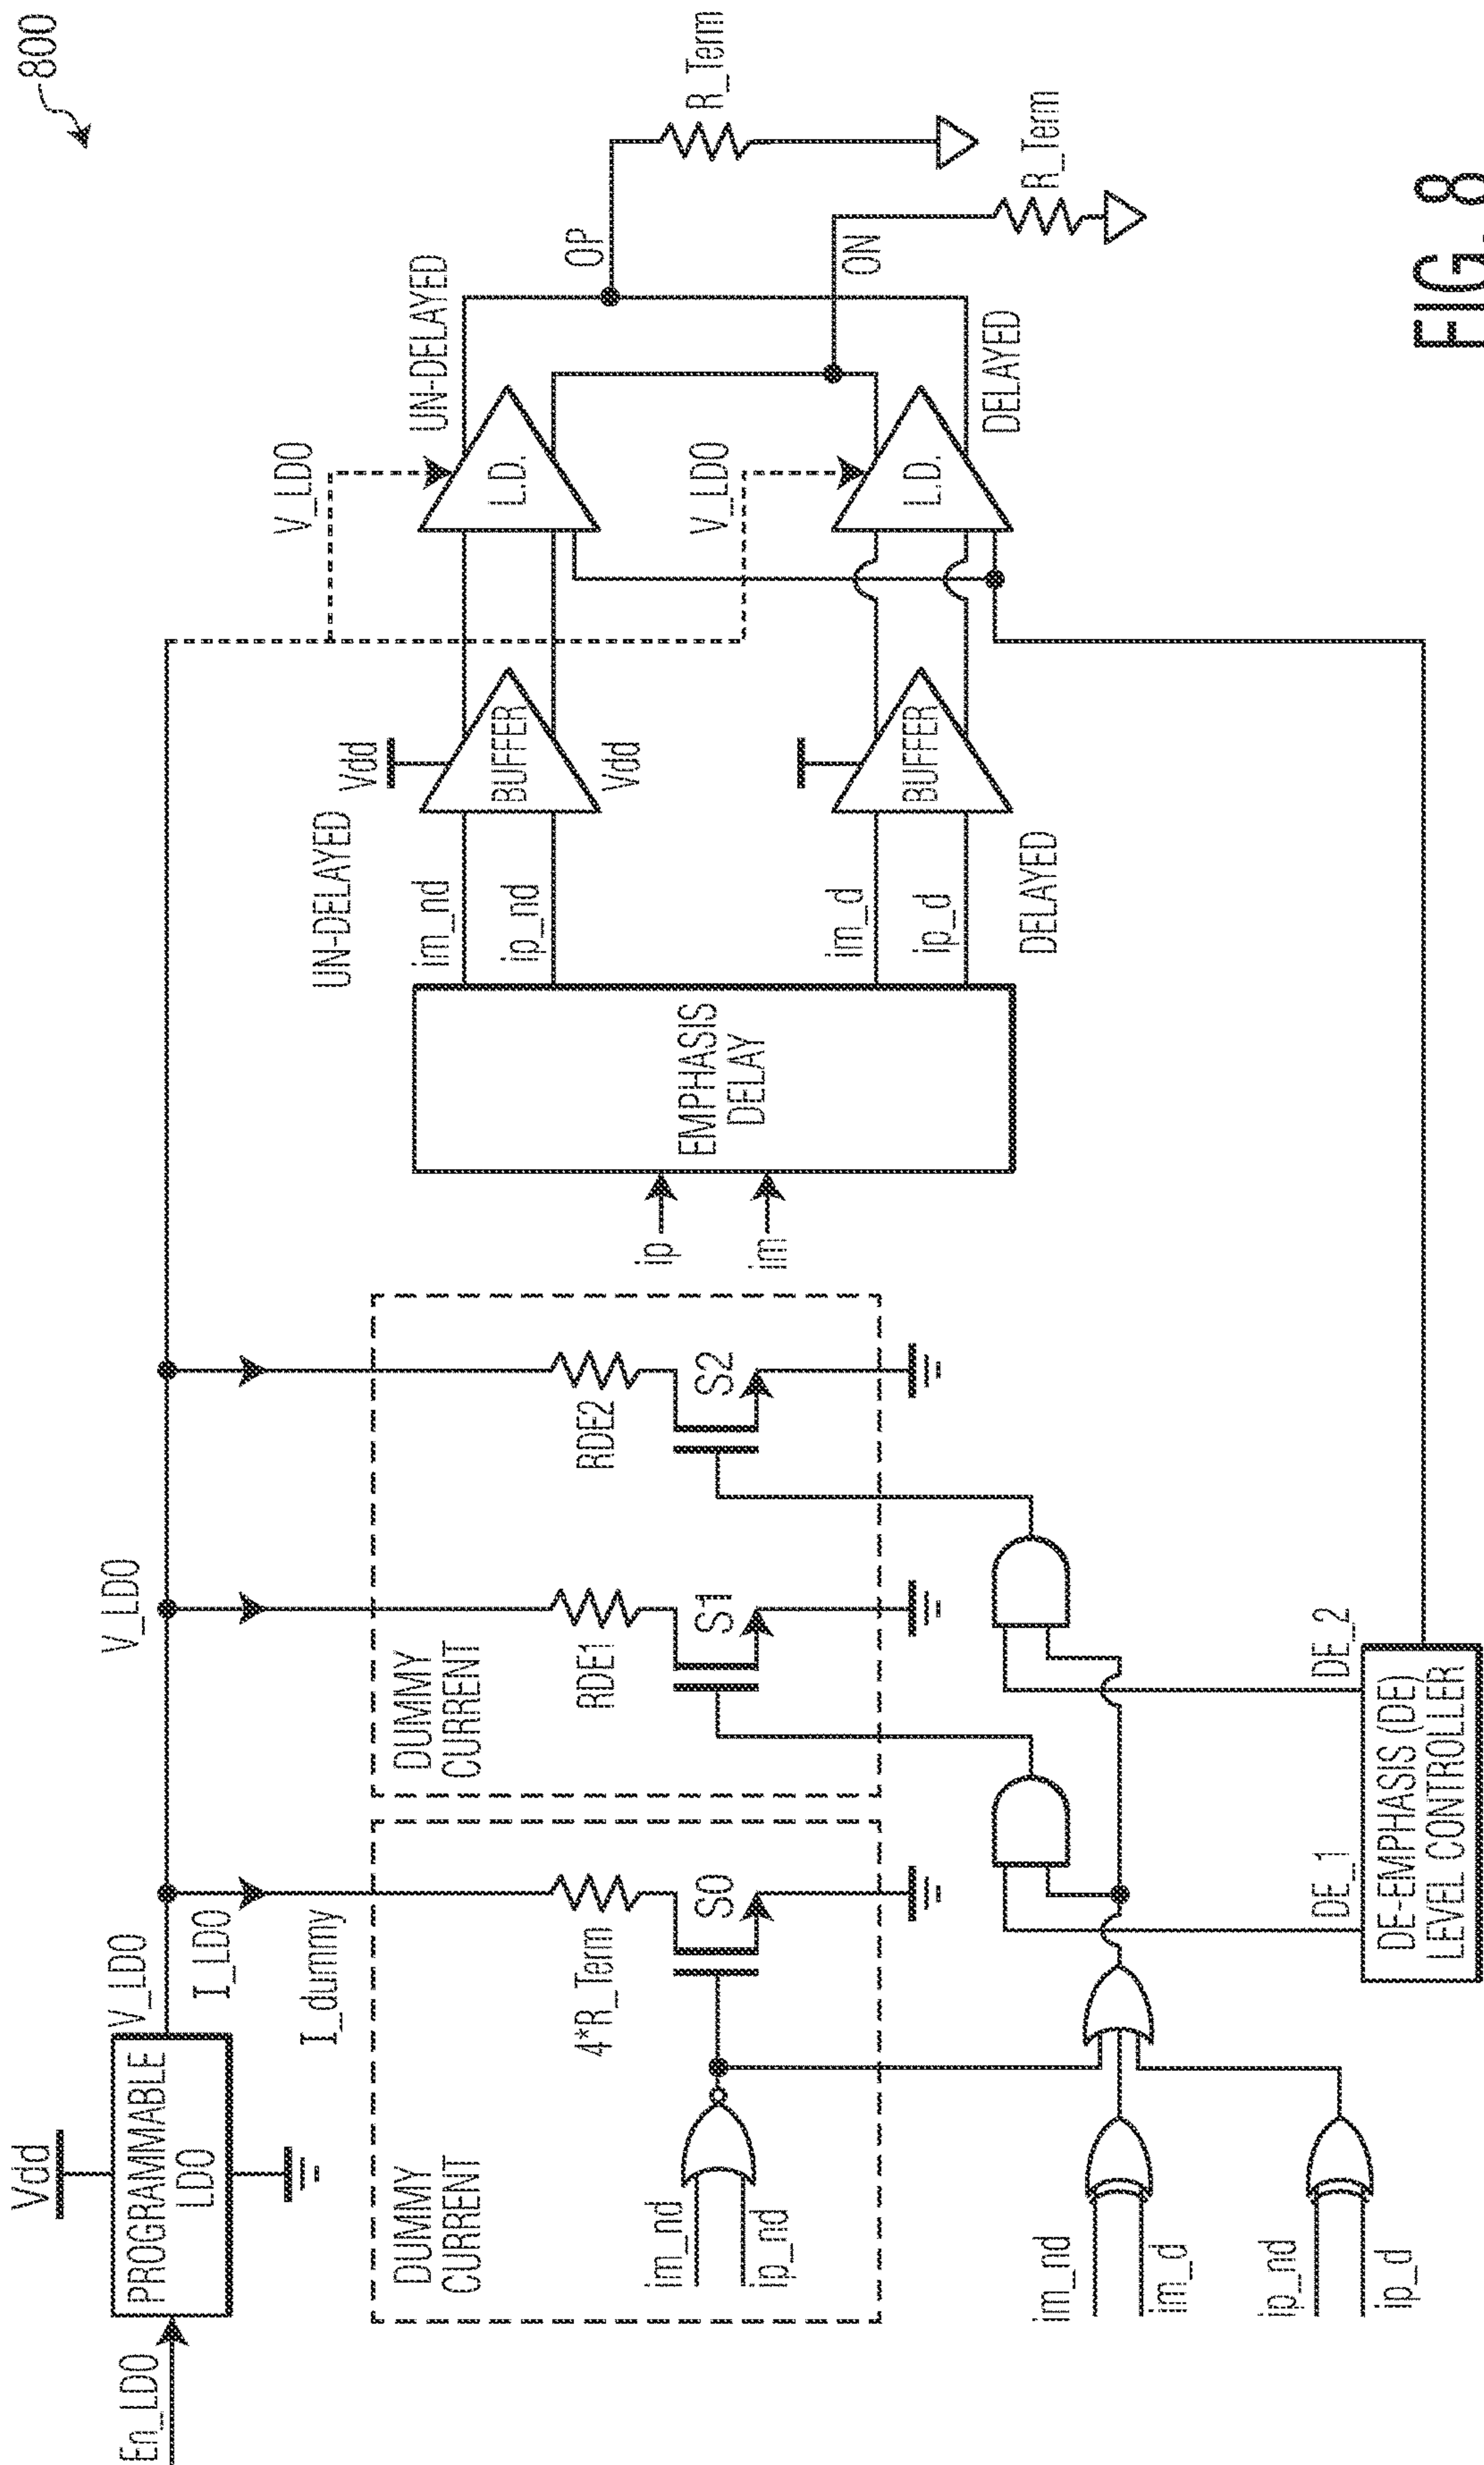 800
Vdd
En_LDO
PROGRAMMABLE
LDO
V_LDO
I_LDO
I_dummy
V_LDO
DUMMY
CURRENT
4*R_Term
S0
im_nd
ip_nd
DUMMY
CURRENT
RDE1
S1
RDE2
S2
im_nd
im_d
ip_nd
ip_d
DE_1
DE_2
DE-EMPHASIS (DE)
LEVEL CONTROLLER
ip
im
EMPHASIS
DELAY
UN-DELAYED
im_nd
ip_nd
im_d
ip_d
DELAYED
Vdd
BUFFER
Vdd
BUFFER
V_LDO
V_LDO
L.D.
L.D.
UN-DELAYED
DELAYED
OP
ON
R_Term
R_Term
FIG. 8